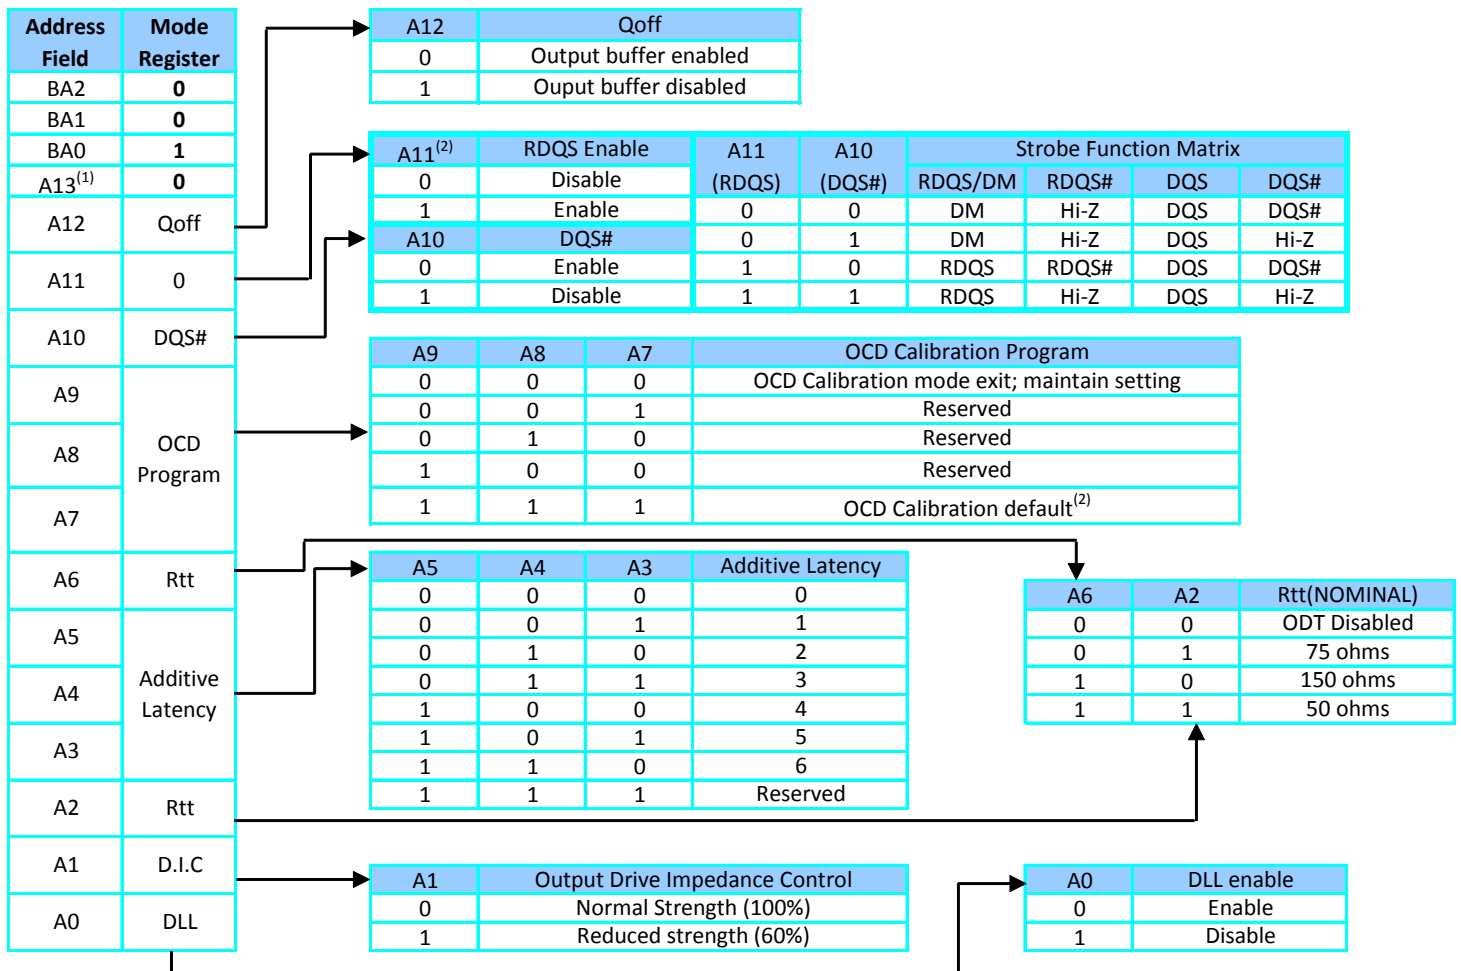 Address Field Mode Register
BA2 0
BA1 0
BA0 1
A13(1) 0
A12 Qoff
A11 0
A10 DQS#
A9
A8
A7
OCD Program
A6 Rtt
A5
A4
A3
Additive Latency
A2 Rtt
A1 D.I.C
A0 DLL
A12 Qoff
0 Output buffer enabled
1 Ouput buffer disabled
A11(2) RDQS Enable
0 Disable
1 Enable
A10 DQS#
0 Enable
1 Disable
A11 (RDQS) A10 (DQS#) Strobe Function Matrix
RDQS/DM RDQS# DQS DQS#
0 0 DM Hi-Z DQS DQS#
0 1 DM Hi-Z DQS Hi-Z
1 0 RDQS RDQS# DQS DQS#
1 1 RDQS Hi-Z DQS Hi-Z
A9 A8 A7 OCD Calibration Program
0 0 0 OCD Calibration mode exit; maintain setting
0 0 1 Reserved
0 1 0 Reserved
1 0 0 Reserved
1 1 1 OCD Calibration default(2)
A5 A4 A3 Additive Latency
0 0 0 0
0 0 1 1
0 1 0 2
0 1 1 3
1 0 0 4
1 0 1 5
1 1 0 6
1 1 1 Reserved
A6 A2 Rtt(NOMINAL)
0 0 ODT Disabled
0 1 75 ohms
1 0 150 ohms
1 1 50 ohms
A1 Output Drive Impedance Control
0 Normal Strength (100%)
1 Reduced strength (60%)
A0 DLL enable
0 Enable
1 Disable